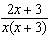 2x + 3
x(x + 3)